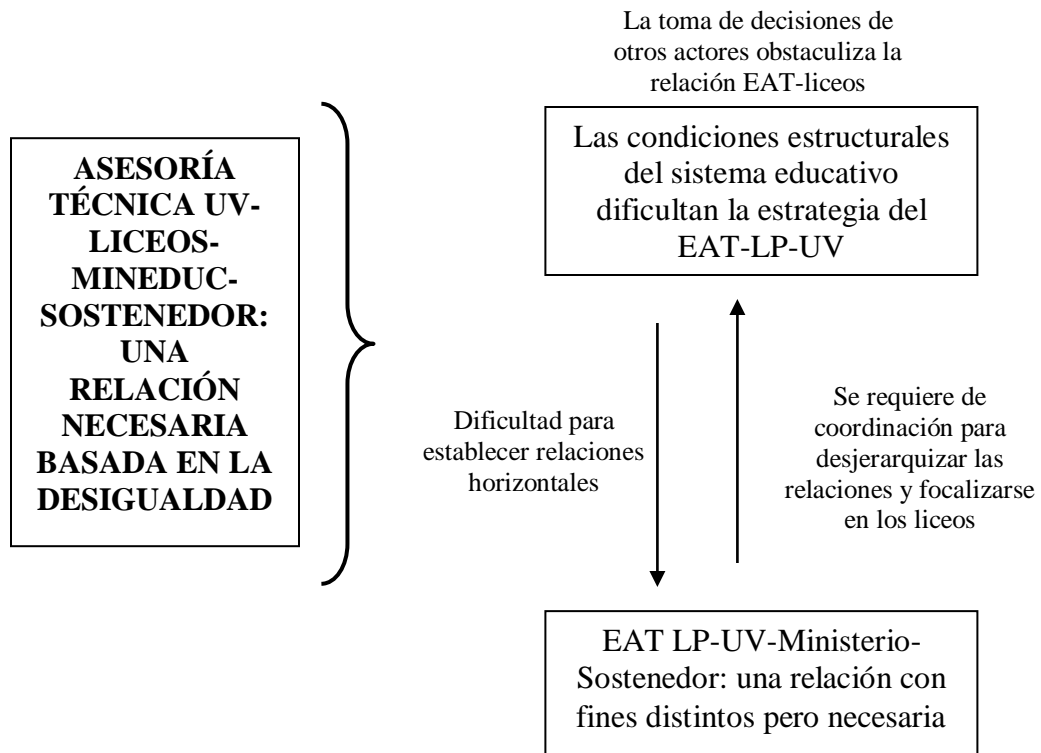 La toma de decisiones de
otros actores obstaculiza la
relación EAT-liceos
ASESORÍA
TÉCNICA UV-
LICEOS-
MINEDUC-
SOSTENEDOR:
UNA
RELACIÓN
NECESARIA
BASADA EN LA
DESIGUALDAD
Las condiciones estructurales
del sistema educativo
dificultan la estrategia del
EAT-LP-UV
Dificultad para
establecer relaciones
horizontales
Se requiere de
coordinación para
desjerarquizar las
relaciones y focalizarse
en los liceos
EAT LP-UV-Ministerio-
Sostenedor: una relación con
fines distintos pero necesaria